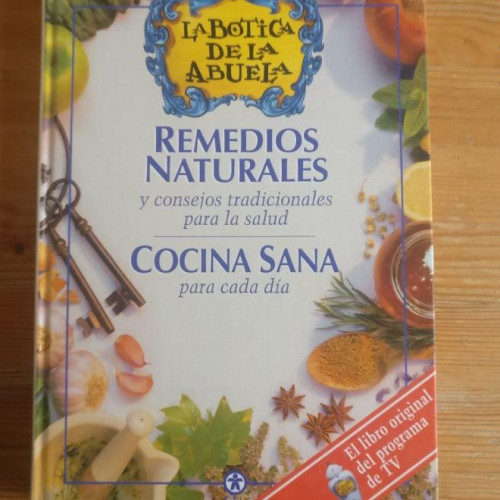 LA BOTICA
DE LA
ABUELA
REMEDIOS
NATURALES
y consejos tradicionales
para la salud
COCINA SANA
para cada día
El libro original
del programa
de TV